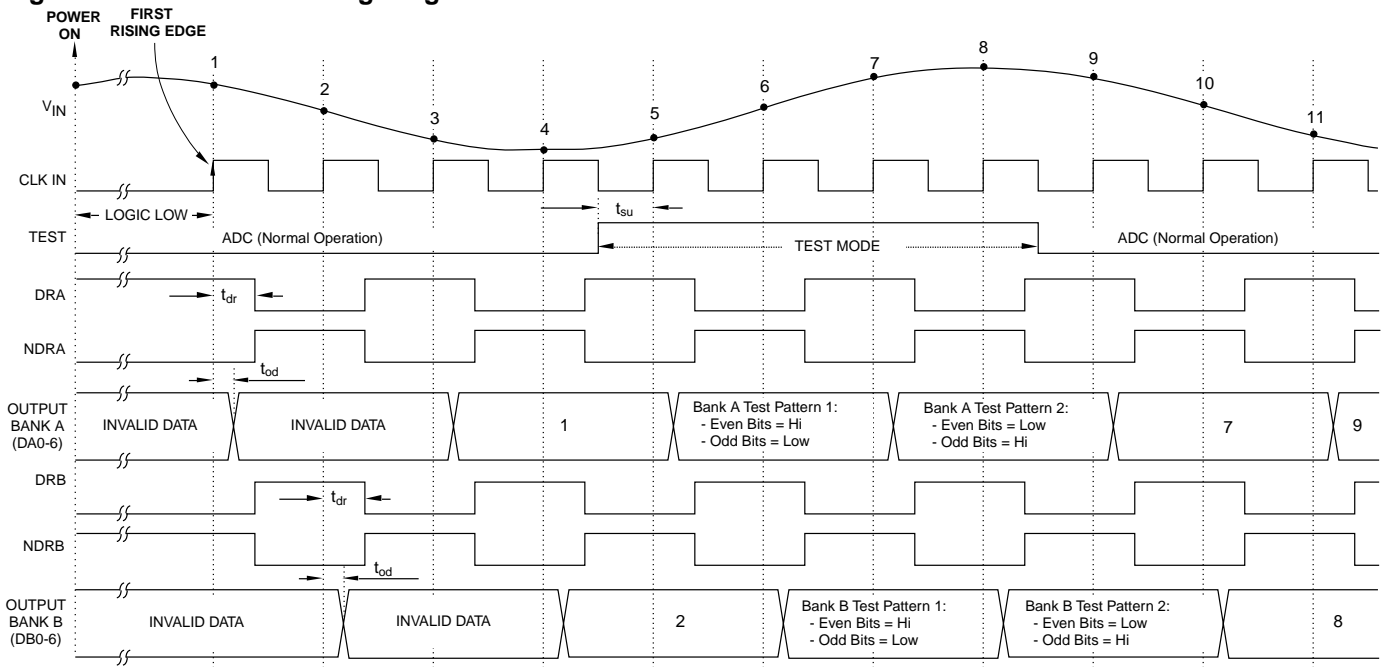 POWER ON
FIRST RISING EDGE
1
2
3
4
5
6
7
8
9
10
11
VIN
CLK IN
LOGIC LOW
tsu
TEST
ADC (Normal Operation)
TEST MODE
ADC (Normal Operation)
DRA
tdr
NDRA
tod
OUTPUT
BANK A
(DA0-6)
INVALID DATA
INVALID DATA
1
Bank A Test Pattern 1:
- Even Bits = Hi
- Odd Bits = Low
Bank A Test Pattern 2:
- Even Bits = Low
- Odd Bits = Hi
7
9
DRB
tdr
NDRB
tod
OUTPUT
BANK B
(DB0-6)
INVALID DATA
INVALID DATA
2
Bank B Test Pattern 1:
- Even Bits = Hi
- Odd Bits = Low
Bank B Test Pattern 2:
- Even Bits = Low
- Odd Bits = Hi
8